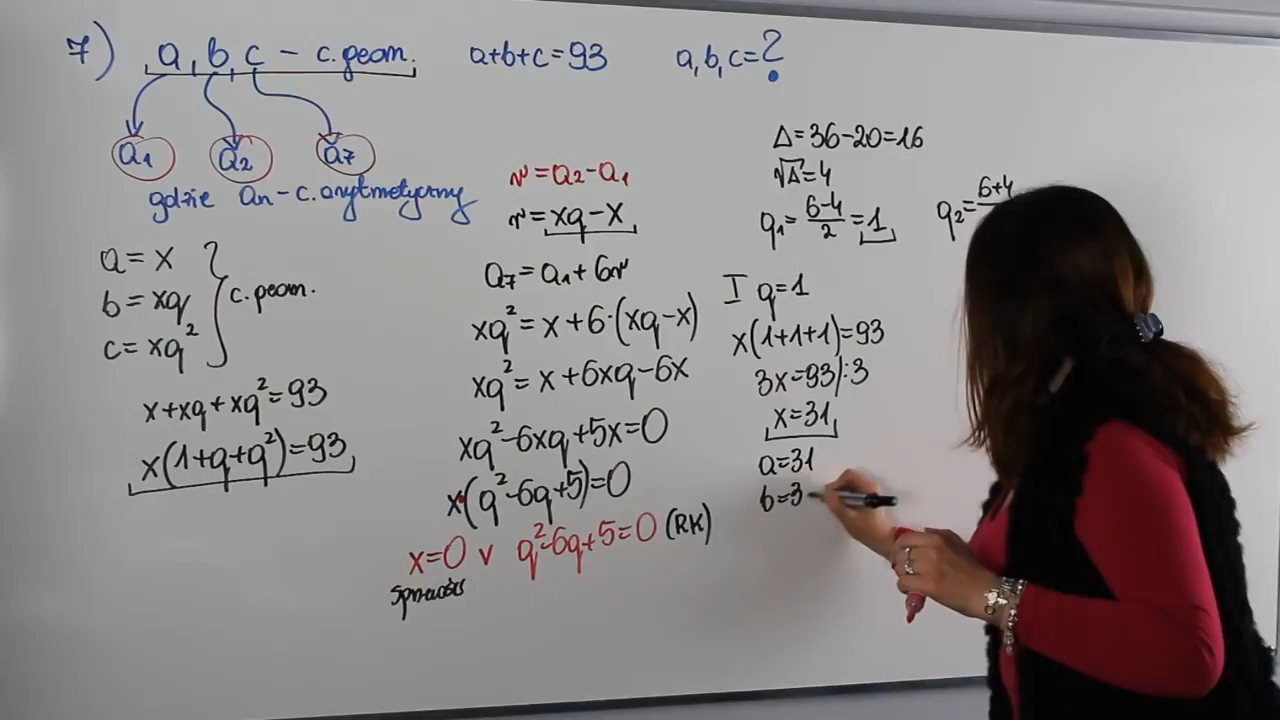 7) a, b, c - c. geom. a+b+c=93 a,b,c=?
a₁ a₂ a₇
gdzie an - c. arytmetyczny
a = x
b = xq
c = xq²
c. geom.
x+xq+xq²=93
x(1+q+q²)=93
r=a₂-a₁
r=xq-x
a₇=a₁+6r
xq²=x+6·(xq-x)
xq²=x+6xq-6x
xq²-6xq+5x=0
x·(q²-6q+5)=0
x=0 v q²-6q+5=0 (RK)
Δ=36-20=16
√Δ=4
q₁=\frac{6-4}{2}=1 q₂=\frac{6+4}{
I q=1
x(1+1+1)=93
3x=93/:3
x=31
a=31
b=3